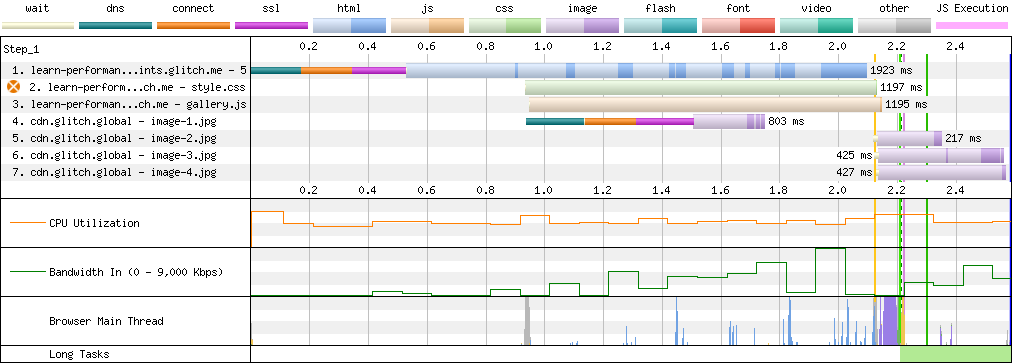 wait dns connect ssl html js css image flash font video other JS Execution
Step_1 0.2 0.4 0.6 0.8 1.0 1.2 1.4 1.6 1.8 2.0 2.2 2.4
1. learn-performan...ints.glitch.me - 5 1923 ms
2. learn-perform...ch.me - style.css 1197 ms
3. learn-performan...ch.me - gallery.js 1195 ms
4. cdn.glitch.global - image-1.jpg 803 ms
5. cdn.glitch.global - image-2.jpg 217 ms
6. cdn.glitch.global - image-3.jpg 425 ms
7. cdn.glitch.global - image-4.jpg 427 ms
0.2 0.4 0.6 0.8 1.0 1.2 1.4 1.6 1.8 2.0 2.2 2.4
CPU Utilization
Bandwidth In (0 - 9,000 Kbps)
Browser Main Thread
Long Tasks